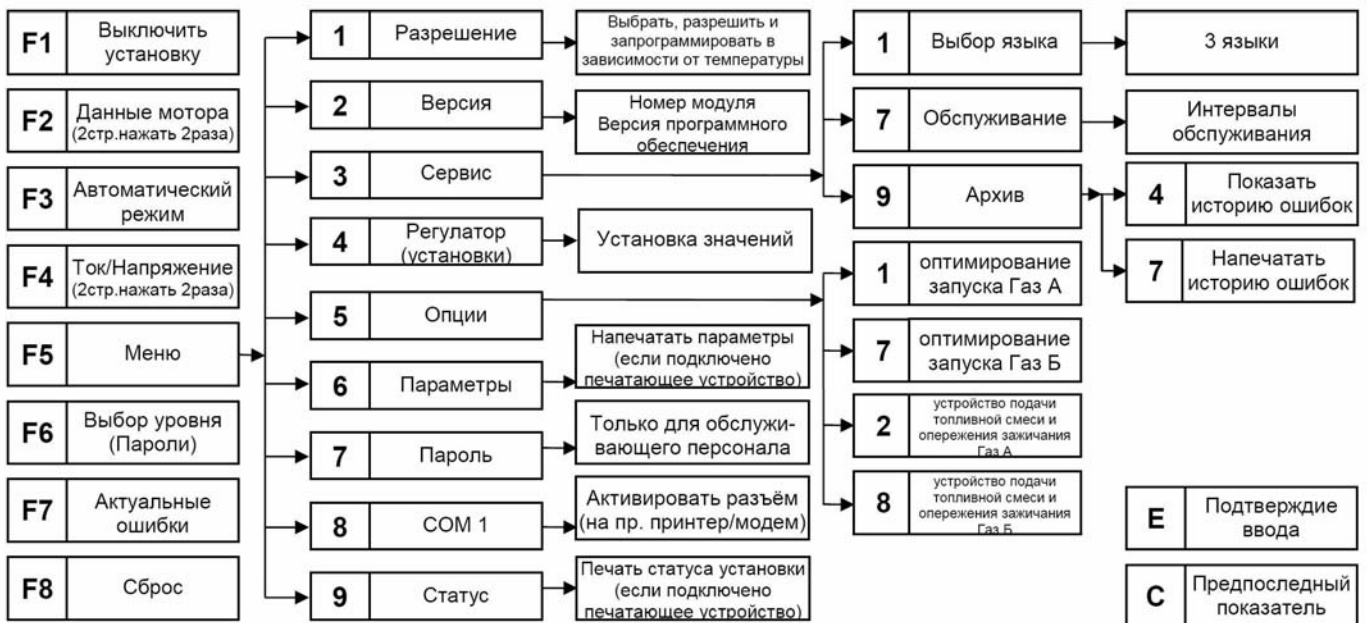 F1
Выключить
установку
F2
Данные мотора
(2стр.нажать 2раза)
F3
Автоматический
режим
F4
Ток/Напряжение
(2стр.нажать 2раза)
F5
Меню
F6
Выбор уровня
(Пароли)
F7
Актуальные
ошибки
F8
Сброс
1
Разрешение
2
Версия
3
Сервис
4
Регулятор
(установки)
5
Опции
6
Параметры
7
Пароль
8
COM 1
9
Статус
Выбрать, разрешить и
запрограммировать в
зависимости от температуры
Номер модуля
Версия программного
обеспечения
Установка значений
Напечатать параметры
(если подключено
печатающее устройство)
Только для обслужи-
вающего персонала
Активировать разъём
(на пр. принтер/модем)
Печать статуса установки
(если подключено
печатающее устройство)
1
Выбор языка
7
Обслуживание
9
Архив
1
оптимирование
запуска Газ А
7
оптимирование
запуска Газ Б
2
устройство подачи
топливной смеси и
опережения зажичания
Газ А
8
устройство подачи
топливной смеси и
опережения зажичания
Газ Б
3 языки
Интервалы
обслуживания
4
Показать
историю ошибок
7
Напечатать
историю ошибок
E
Подтверждие
ввода
C
Предпоследный
показатель